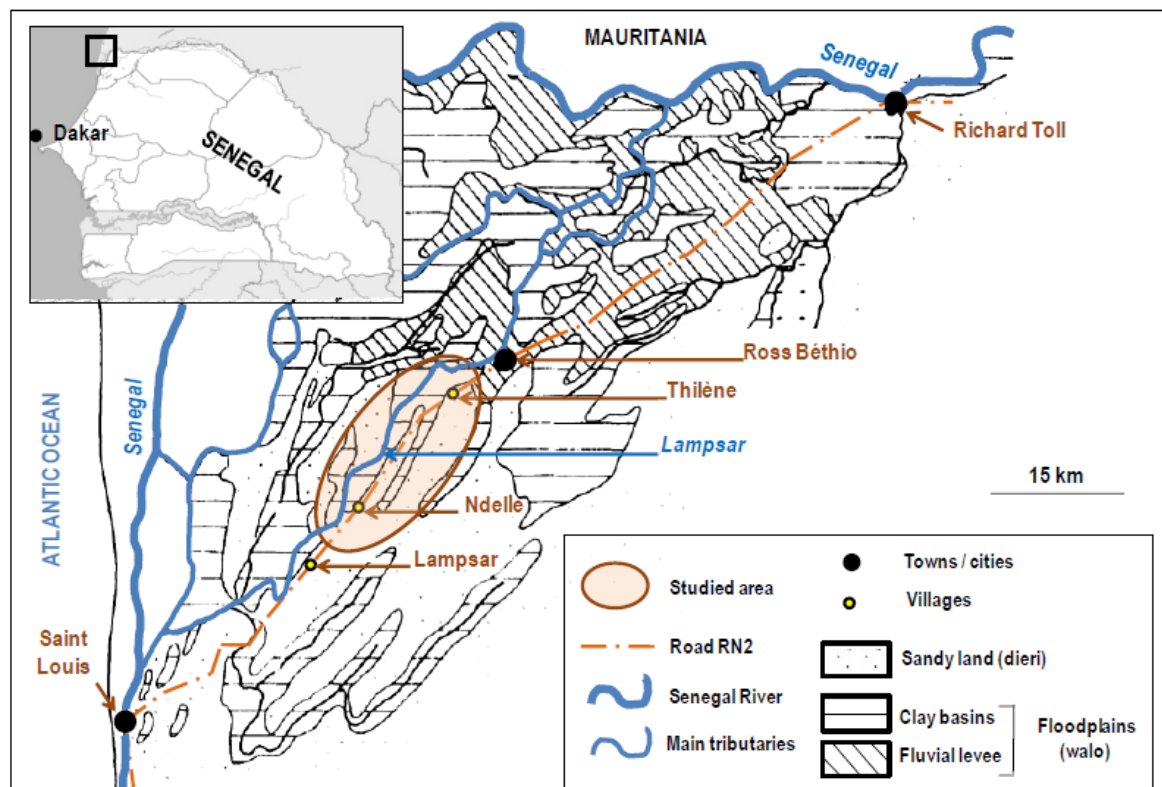 MAURITANIA
Senegal
Richard Toll
Dakar
SENEGAL
Ross Béthio
Thilène
Lampsar
15 km
Ndelle
Lampsar
ATLANTIC OCEAN
Senegal
Saint
Louis
Studied area
Road RN2
Senegal River
Main tributaries
Towns / cities
Villages
Sandy land (dieri)
Clay basins
Fluvial levee
Floodplains
(walo)